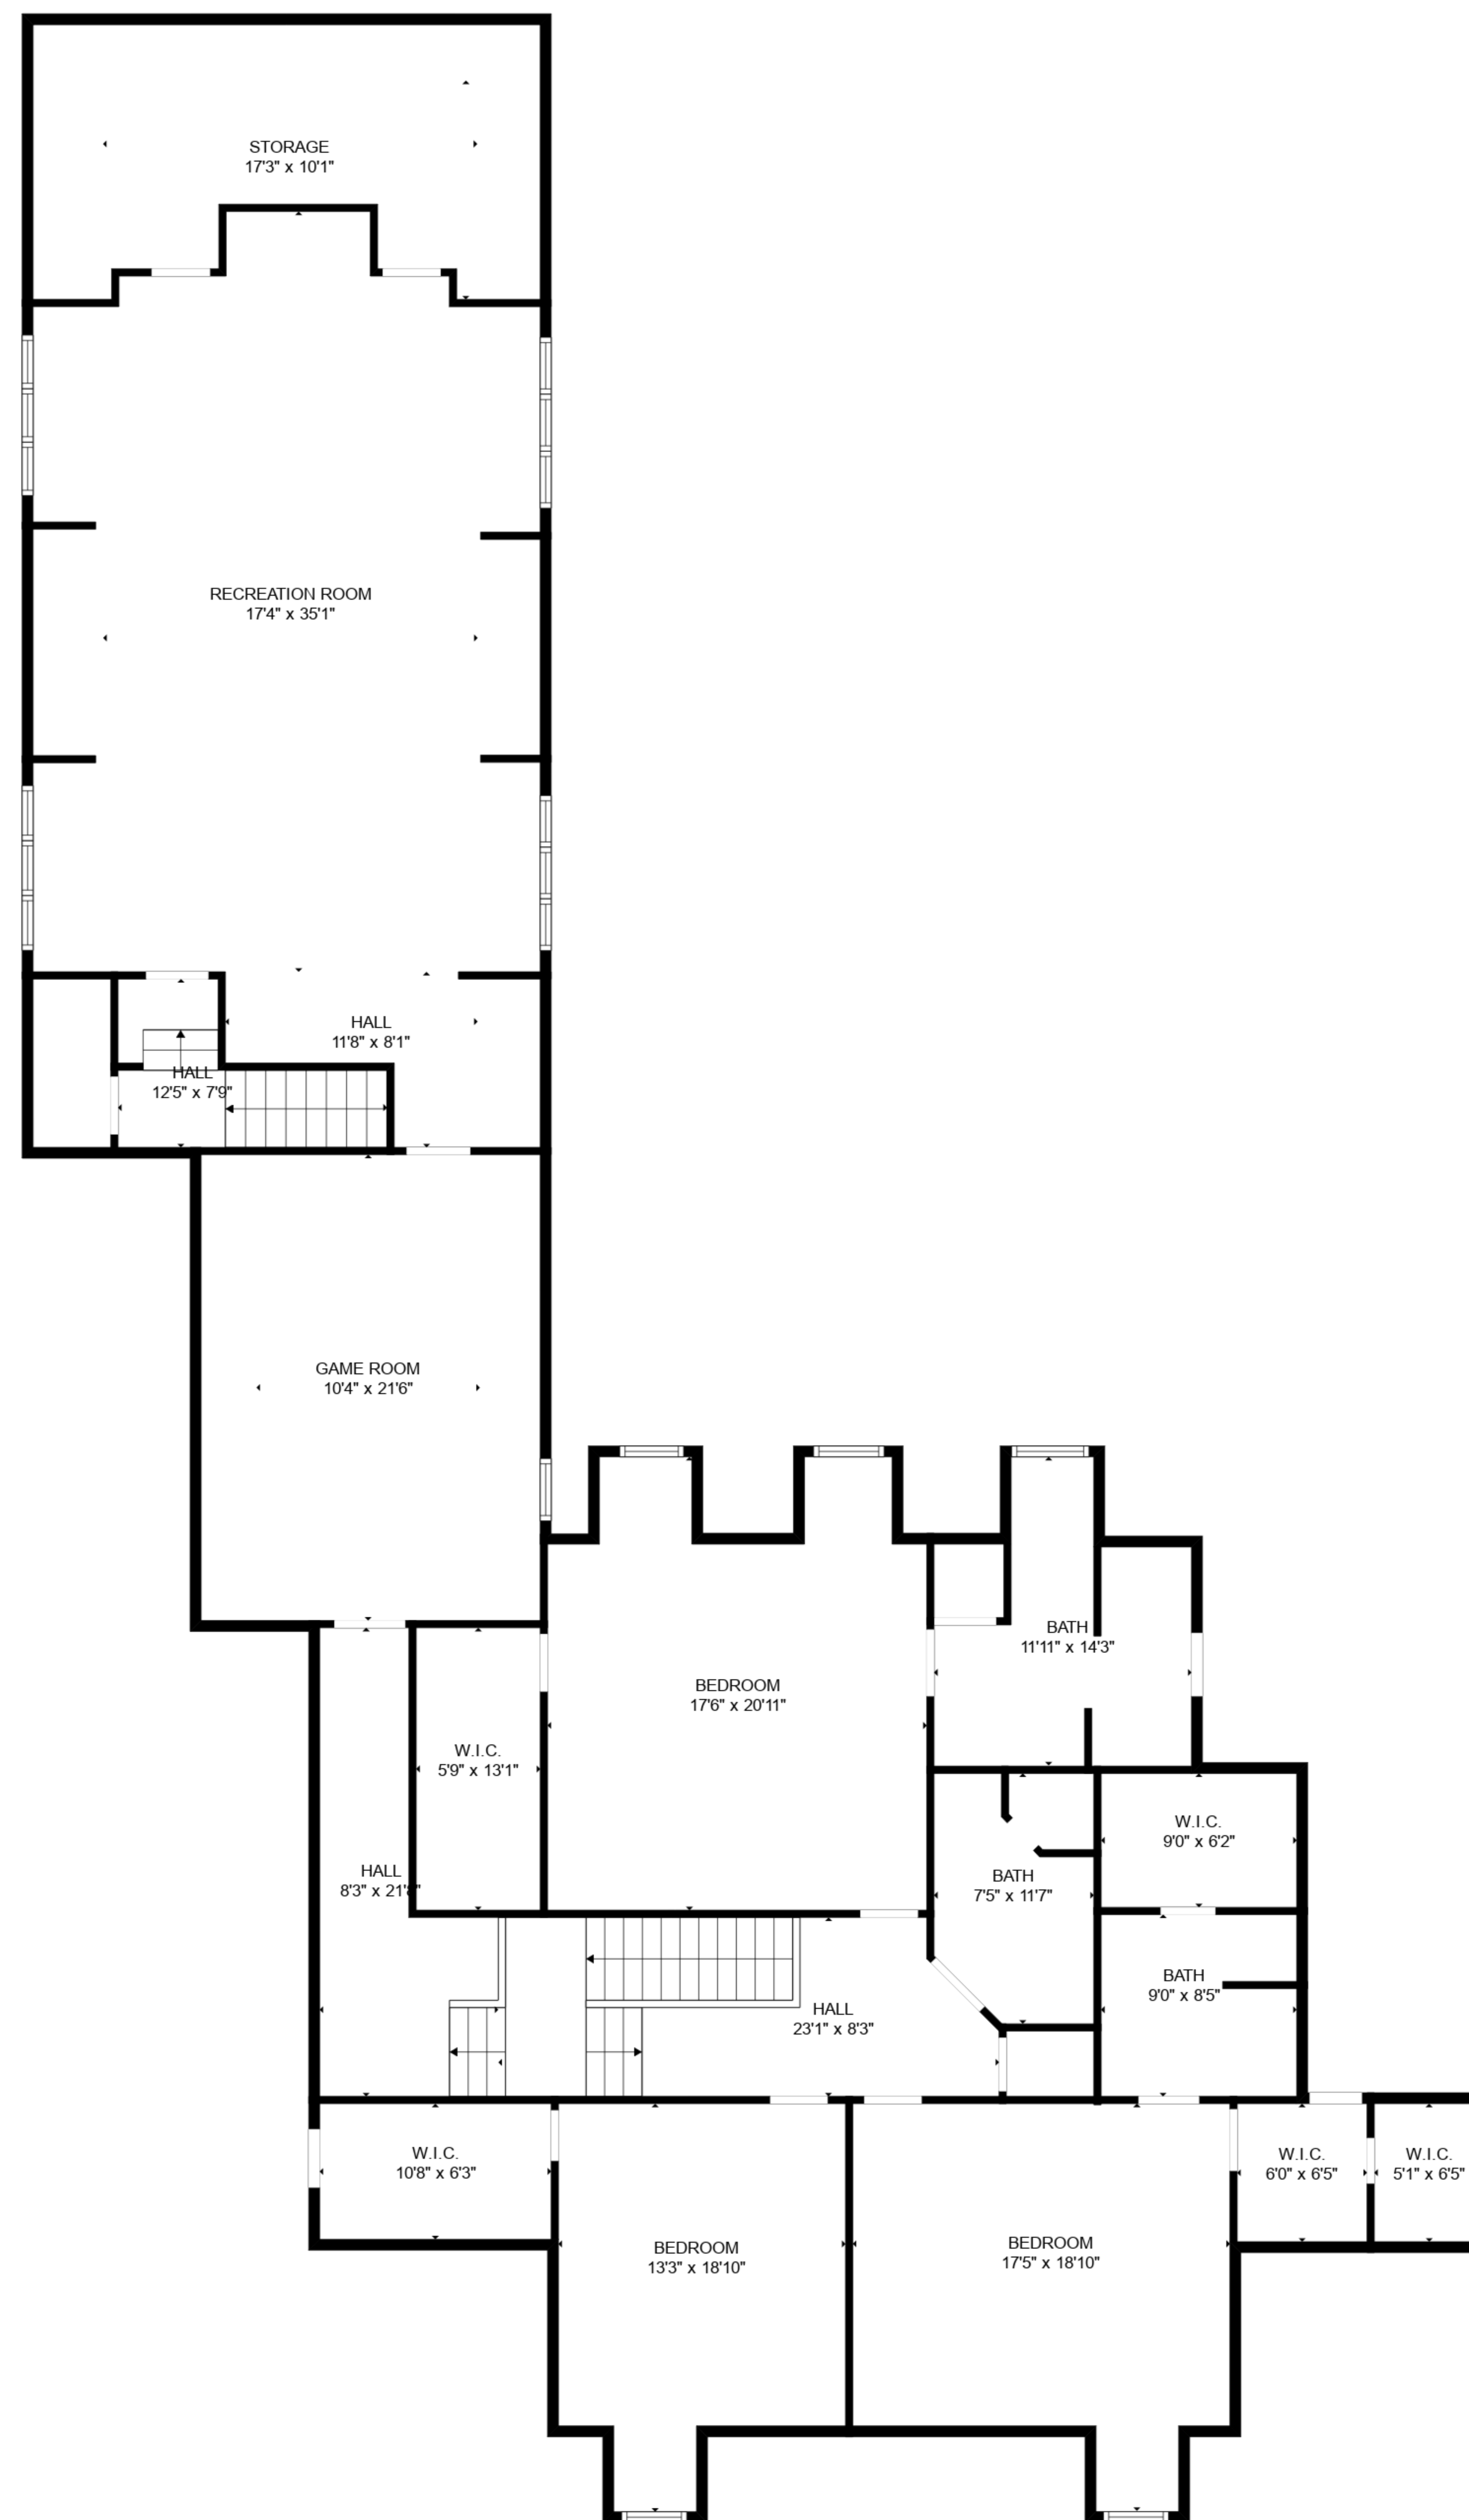 STORAGE
17'3" x 10'1"
RECREATION ROOM
17'4" x 35'1"
HALL
11'8" x 8'1"
HALL
12'5" x 7'9"
GAME ROOM
10'4" x 21'6"
BATH
11'11" x 14'3"
BEDROOM
17'6" x 20'11"
W.I.C.
5'9" x 13'1"
W.I.C.
9'0" x 6'2"
HALL
8'3" x
BATH
7'5" x 11'7"
BATH
9'0" x 8'5"
HALL
23'1" x 8'3"
W.I.C.
10'8" x 6'3"
W.I.C.
6'0" x 6'5"
W.I.C.
5'1" x 6'5"
BEDROOM
13'3" x 18'10"
BEDROOM
17'5" x 18'10"